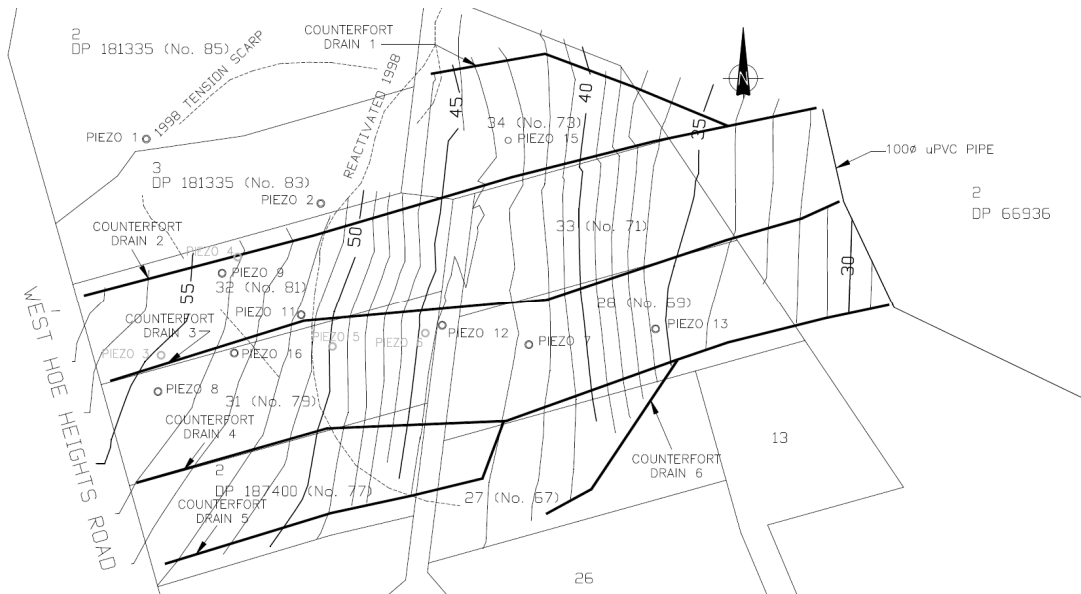 2
DP 181335 (No. 85)
1998 TENSION SCARP
COUNTERFORT
DRAIN 1
REACTIVATED 1998
N
PIEZO 1
45
40
35
34 (No. 73)
PIEZO 15
100ø uPVC PIPE
3
DP 181335 (No. 83)
PIEZO 2
2
DP 66936
COUNTERFORT
DRAIN 2
50
33 (No. 71)
PIEZO 4
PIEZO 9
55
32 (No. 81)
30
WEST HOE HEIGHTS ROAD
COUNTERFORT
DRAIN 3
PIEZO 11
28 (No. 69)
PIEZO 3
PIEZO 16
PIEZO 5
PIEZO 6
PIEZO 12
PIEZO 7
PIEZO 13
PIEZO 8
31 (No. 79)
COUNTERFORT
DRAIN 4
13
COUNTERFORT
DRAIN 6
2
DP 187400 (No. 77)
27 (No. 67)
COUNTERFORT
DRAIN 5
26